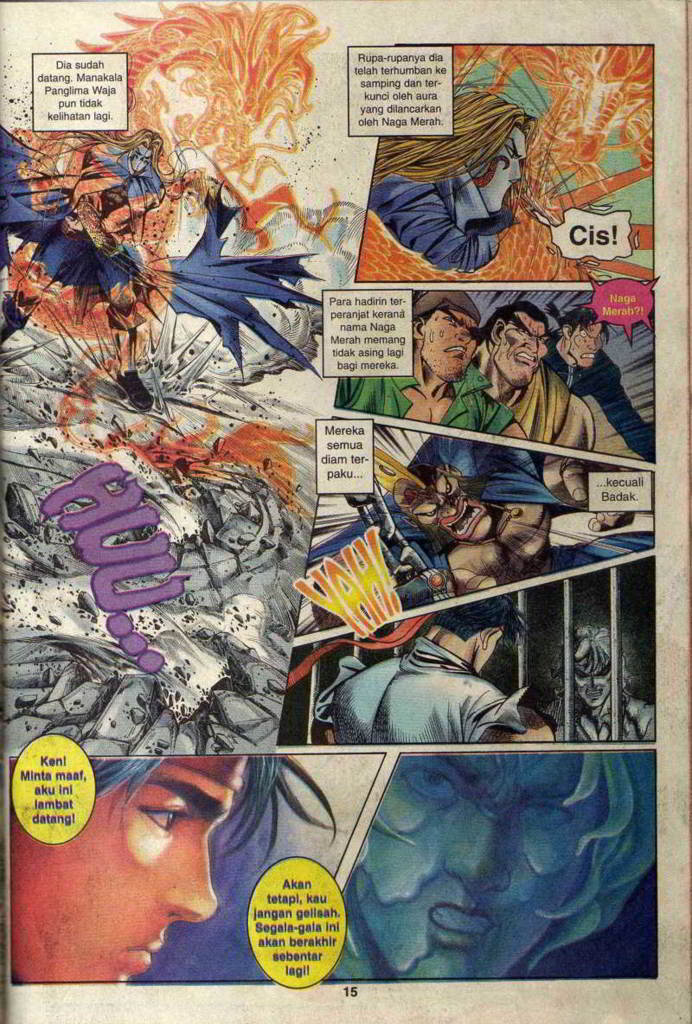 Dia sudah
datang. Manakala
Panglima Waja
pun tidak
kelihatan lagi.
Rupa-rupanya dia
telah terhumban ke
samping dan ter-
kunci oleh aura
yang dilancarkan
oleh Naga Merah.
Cis!
Para hadirin ter-
peranjat keraná
nama Naga
Merah memang
tidak asing lagi
bagi mereka.
Naga
Merah?!
Mereka
semua
diam ter-
paku...
...kecuali
Badak.
AUU...
YAH!
Ken!
Minta maaf,
aku ini
lambat
datang!
Akan
tetapi, kau
jangan gelisah.
Segala-gala ini
akan berakhir
sebentar
lagi!
15